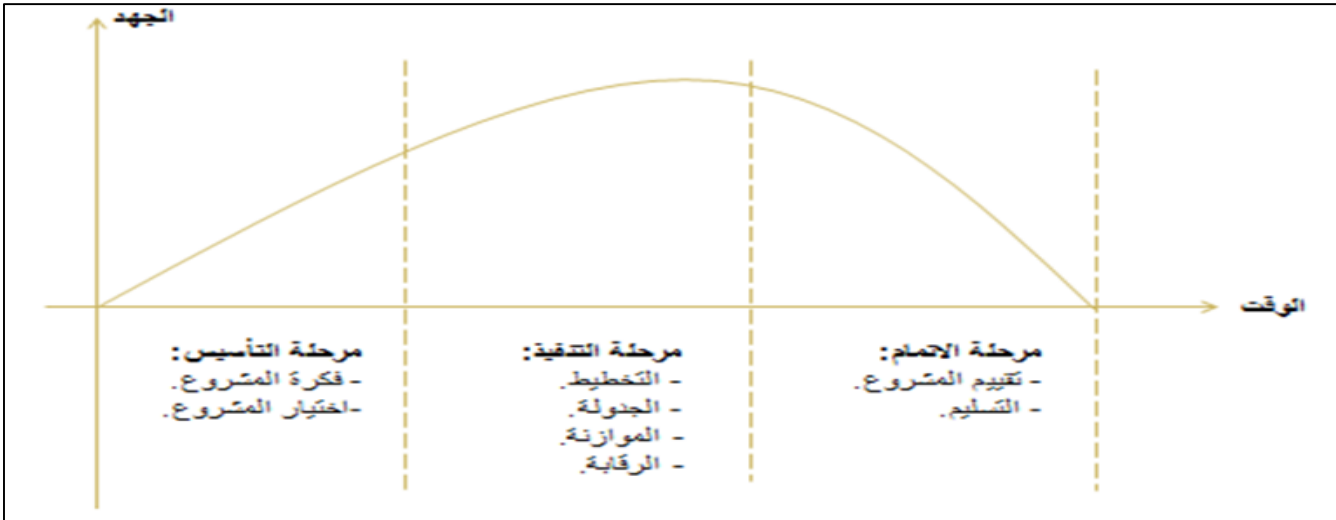 الجهد
الوقت
مرحلة التأسيس:
- فكرة المشروع.
-اختيار المشروع.
مرحلة التنفيذ:
- التخطيط.
- الجدولة.
- الموازنة.
- الرقابة.
مرحلة الاتمام:
- تقييم المشروع.
- التسليم.